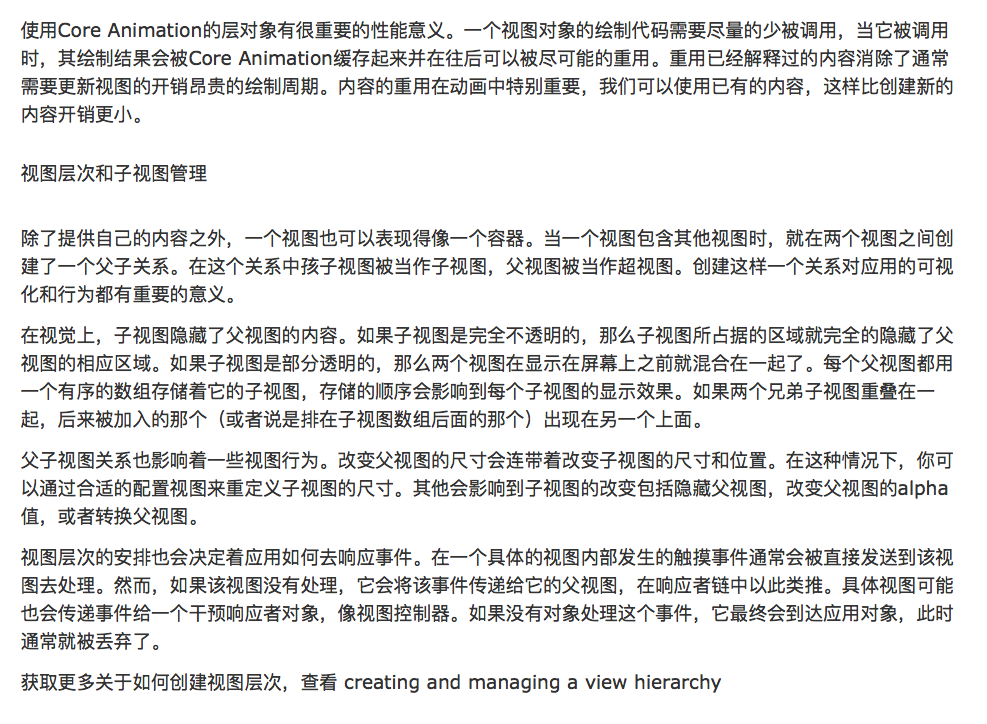 使用Core Animation的层对象有很重要的性能意义。一个视图对象的绘制代码需要尽量的少被调用，当它被调用
时，其绘制结果会被Core Animation缓存起来并在往后可以被尽可能的重用。重用已经解释过的内容消除了通常
需要更新视图的开销昂贵的绘制周期。内容的重用在动画中特别重要，我们可以使用已有的内容，这样比创建新的
内容开销更小。
视图层次和子视图管理
除了提供自己的内容之外，一个视图也可以表现得像一个容器。当一个视图包含其他视图时，就在两个视图之间创
建了一个父子关系。在这个关系中孩子视图被当作子视图，父视图被当作超视图。创建这样一个关系对应用的可视
化和行为都有重要的意义。
在视觉上，子视图隐藏了父视图的内容。如果子视图是完全不透明的，那么子视图所占据的区域就完全的隐藏了父
视图的相应区域。如果子视图是部分透明的，那么两个视图在显示在屏幕上之前就混合在一起了。每个父视图都用
一个有序的数组存储着它的子视图，存储的顺序会影响到每个子视图的显示效果。如果两个兄弟子视图重叠在一
起，后来被加入的那个（或者说是排在子视图数组后面的那个）出现在另一个上面。
父子视图关系也影响着一些视图行为。改变父视图的尺寸会连带着改变子视图的尺寸和位置。在这种情况下，你可
以通过合适的配置视图来重定义子视图的尺寸。其他会影响到子视图的改变包括隐藏父视图，改变父视图的alpha
值，或者转换父视图。
视图层次的安排也会决定着应用如何去响应事件。在一个具体的视图内部发生的触摸事件通常会被直接发送到该视
图去处理。然而，如果该视图没有处理，它会将该事件传递给它的父视图，在响应者链中以此类推。具体视图可能
也会传递事件给一个干预响应者对象，像视图控制器。如果没有对象处理这个事件，它最终会到达应用对象，此时
通常就被丢弃了。
获取更多关于如何创建视图层次，查看 creating and managing a view hierarchy